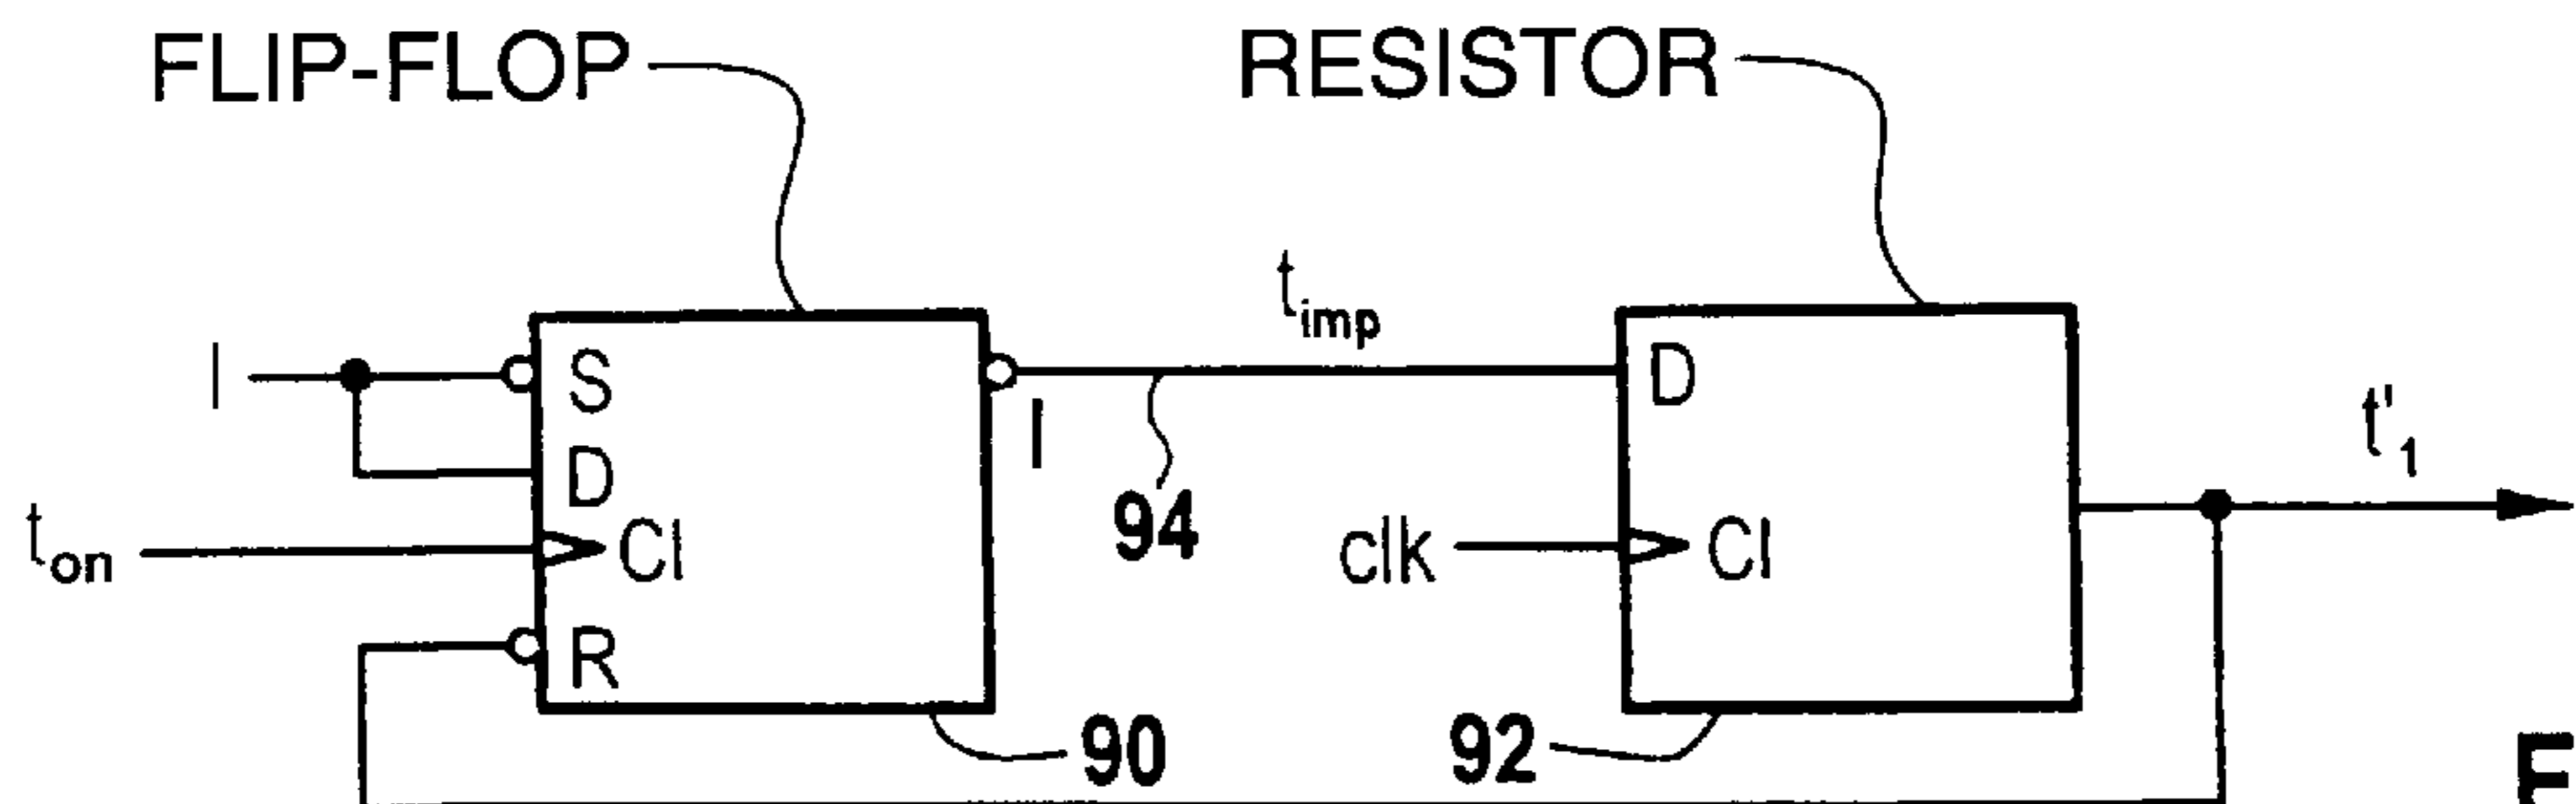 FLIP-FLOP
RESISTOR
t_imp
I
S
D
t'_1
I
D
94
t_on
Cl
clk
Cl
R
90
92